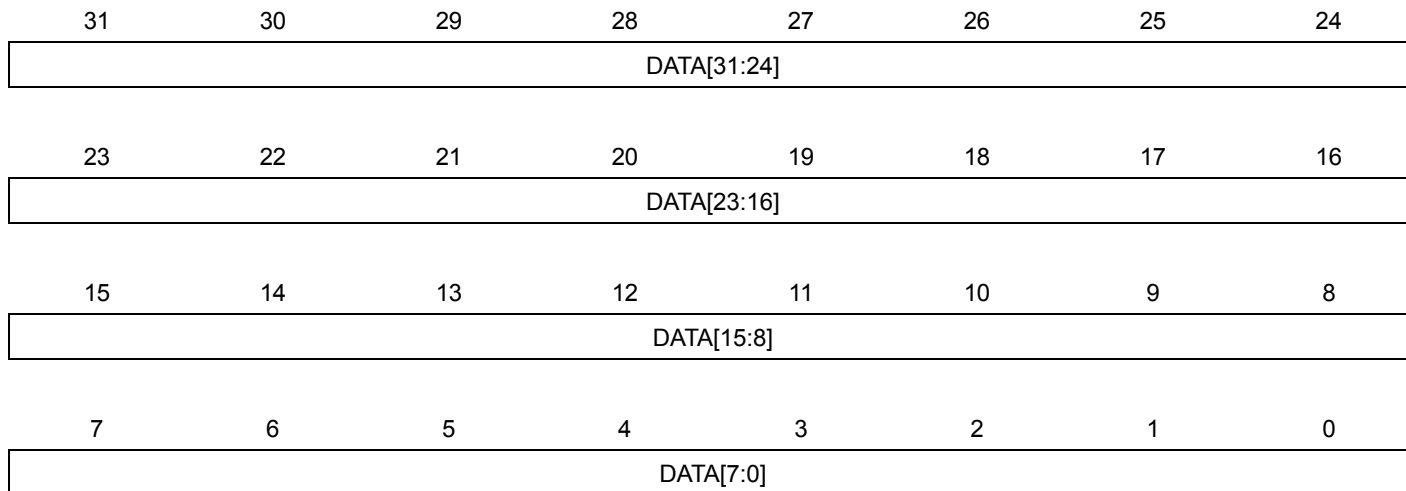 31 30 29 28 27 26 25 24
DATA[31:24]
23 22 21 20 19 18 17 16
DATA[23:16]
15 14 13 12 11 10 9 8
DATA[15:8]
7 6 5 4 3 2 1 0
DATA[7:0]